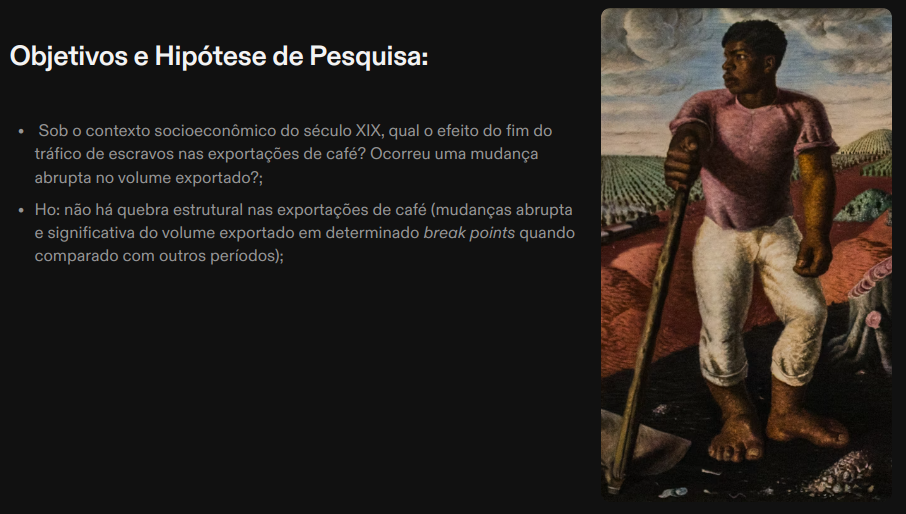 Objetivos e Hipótese de Pesquisa:
• Sob o contexto socioeconômico do século XIX, qual o efeito do fim do
tráfico de escravos nas exportações de café? Ocorreu uma mudança
abrupta no volume exportado?;
• Ho: não há quebra estrutural nas exportações de café (mudanças abrupta
e significativa do volume exportado em determinado break points quando
comparado com outros períodos);